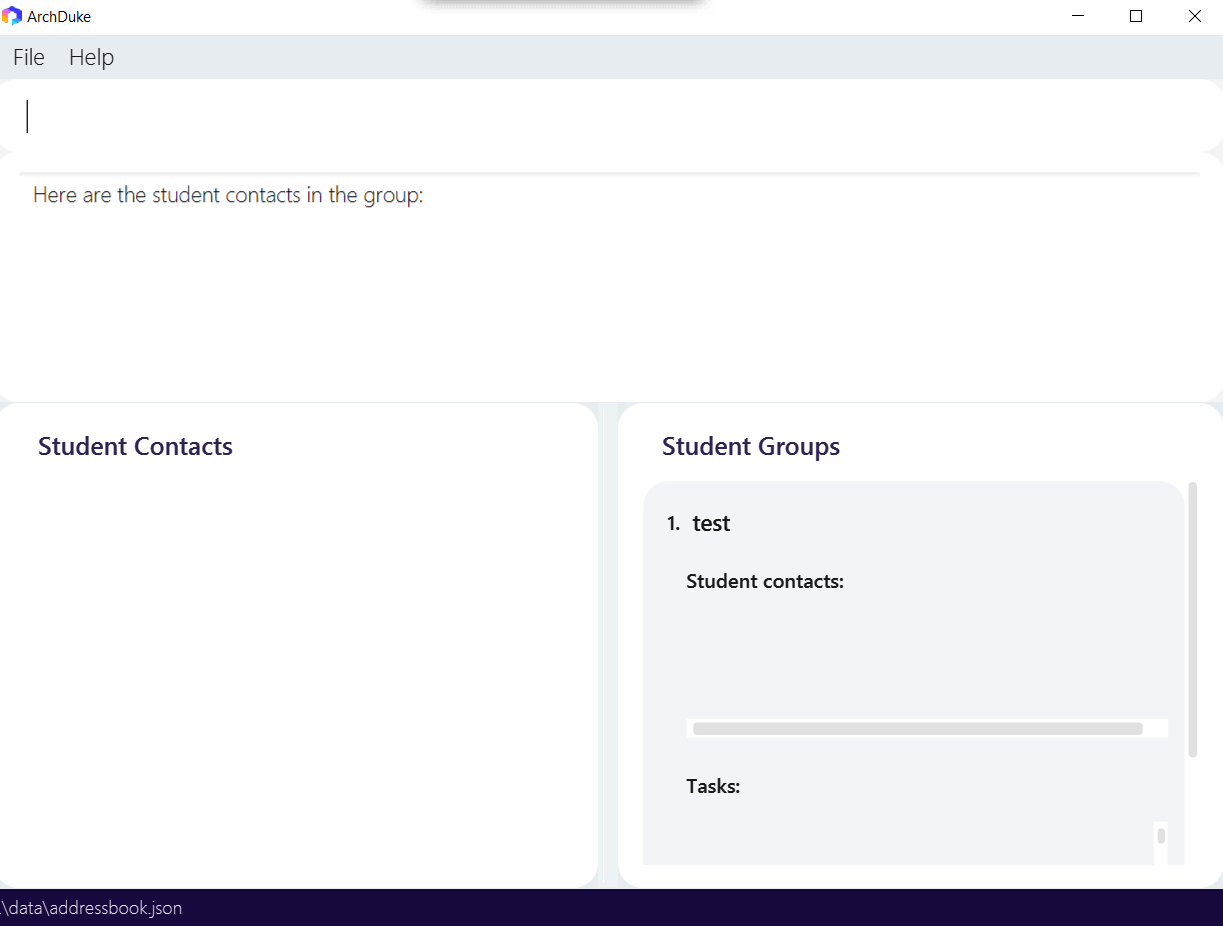 ArchDuke
File Help
Here are the student contacts in the group:
Student Contacts
Student Groups
1. test
Student contacts:
Tasks:
.\data\addressbook.json